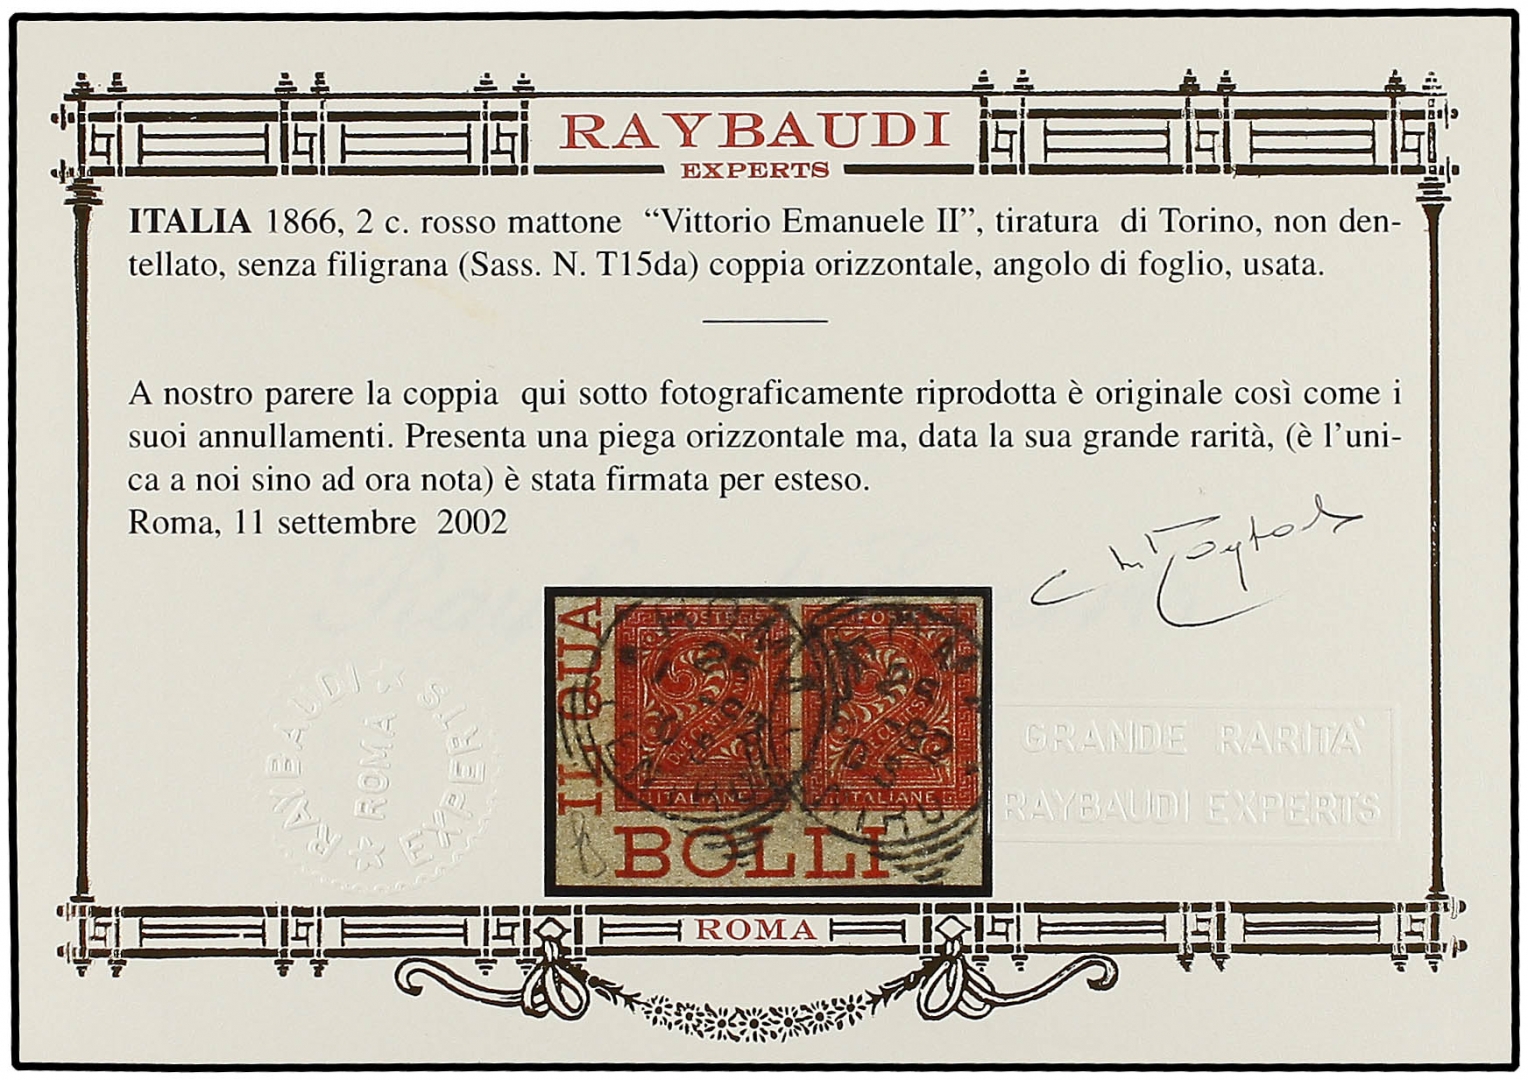 RAYBAUDI
EXPERTS
ITALIA 1866, 2 c. rosso mattone “Vittorio Emanuele II”, tiratura di Torino, non den-
tellato, senza filigrana (Sass. N. T15da) coppia orizzontale, angolo di foglio, usata.
A nostro parere la coppia qui sotto fotograficamente riprodotta è originale così come i
suoi annullamenti. Presenta una piega orizzontale ma, data la sua grande rarità, (è l’uni-
ca a noi sino ad ora nota) è stata firmata per esteso.
Roma, 11 settembre 2002
RAYBAUDI EXPERTS
ROMA
IL QUA
POSTE
ITALIANE
POSTE
ITALIANE
BOLLI
GRANDE RARITA'
RAYBAUDI EXPERTS
ROMA